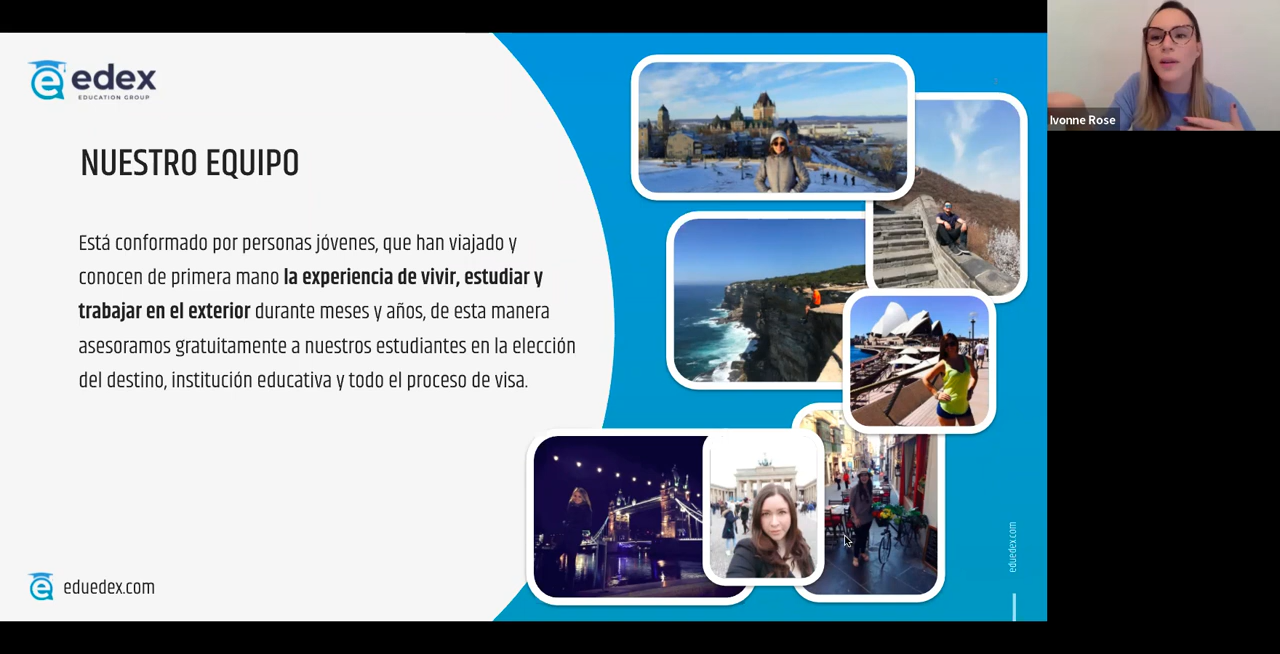 edex
EDUCATION GROUP
NUESTRO EQUIPO
Está conformado por personas jóvenes, que han viajado y
conocen de primera mano la experiencia de vivir, estudiar y
trabajar en el exterior durante meses y años, de esta manera
asesoramos gratuitamente a nuestros estudiantes en la elección
del destino, institución educativa y todo el proceso de visa.
eduedex.com
eduedex.com
Ivonne Rose